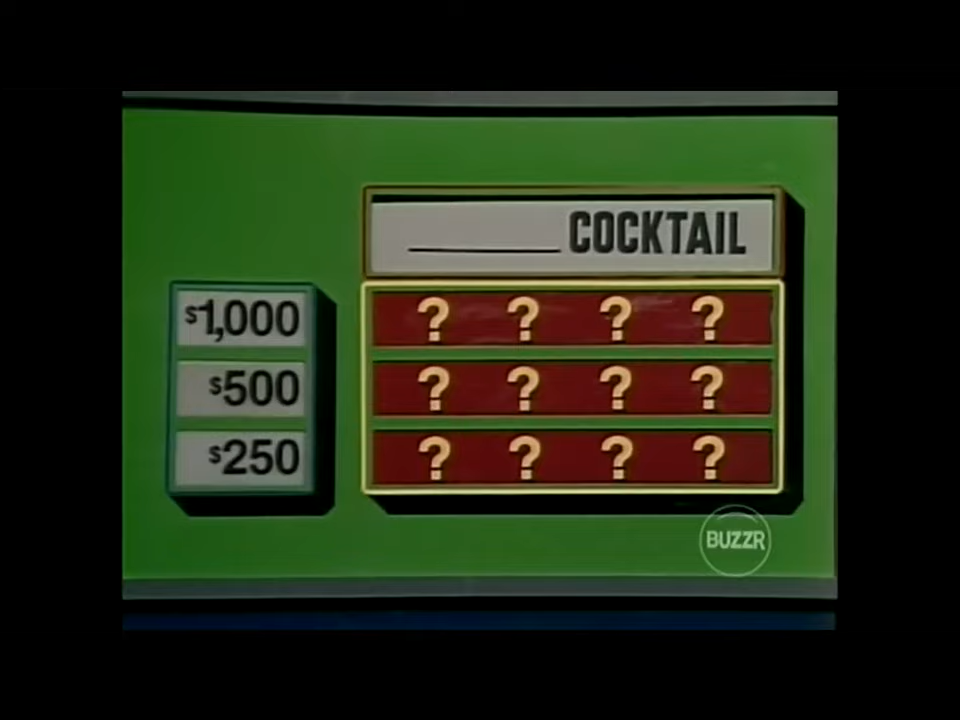 _______ COCKTAIL
$1,000 ? ? ? ?
$500 ? ? ? ?
$250 ? ? ? ?
BUZZR